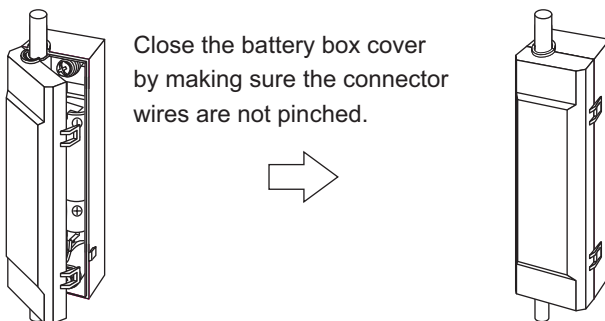 Close the battery box cover
by making sure the connector
wires are not pinched.